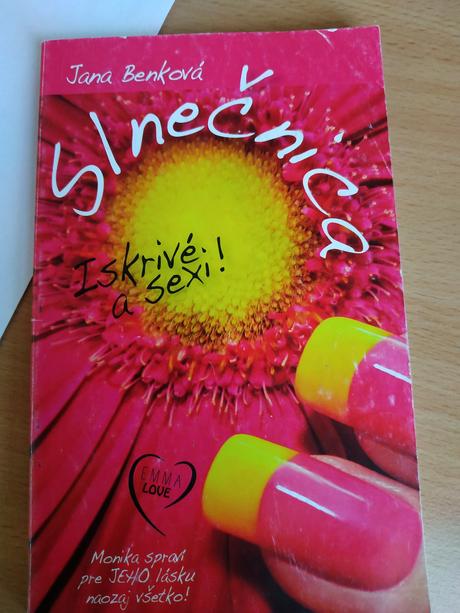 Jana Benková
Slnečnica
Iskrivé
a sexi!
EMMA
LOVE
Monika spraví
pre JEHO lásku
naozaj všetko!